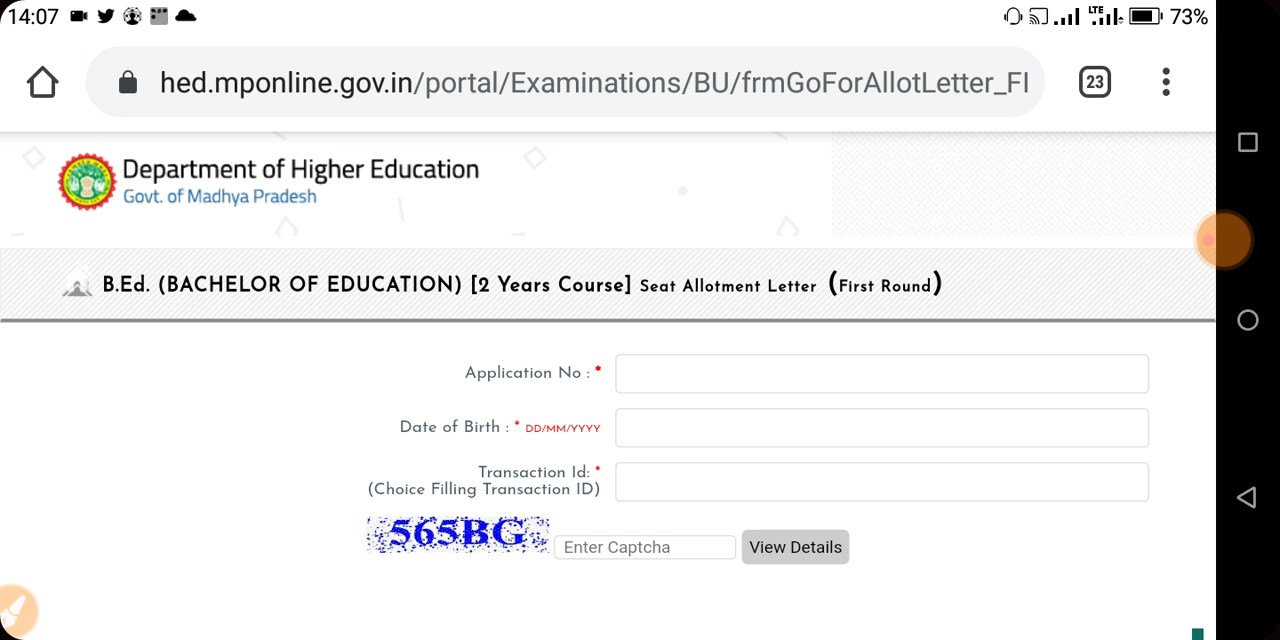 14:07
LTE
73%
hed.mponline.gov.in/portal/Examinations/BU/frmGoForAllotLetter_FI
23
Department of Higher Education
Govt. of Madhya Pradesh
B.Ed. (BACHELOR OF EDUCATION) [2 Years Course] Seat Allotment Letter (First Round)
Application No : *
Date of Birth : * DD/MM/YYYY
Transaction Id: *
(Choice Filling Transaction ID)
565BG
Enter Captcha
View Details